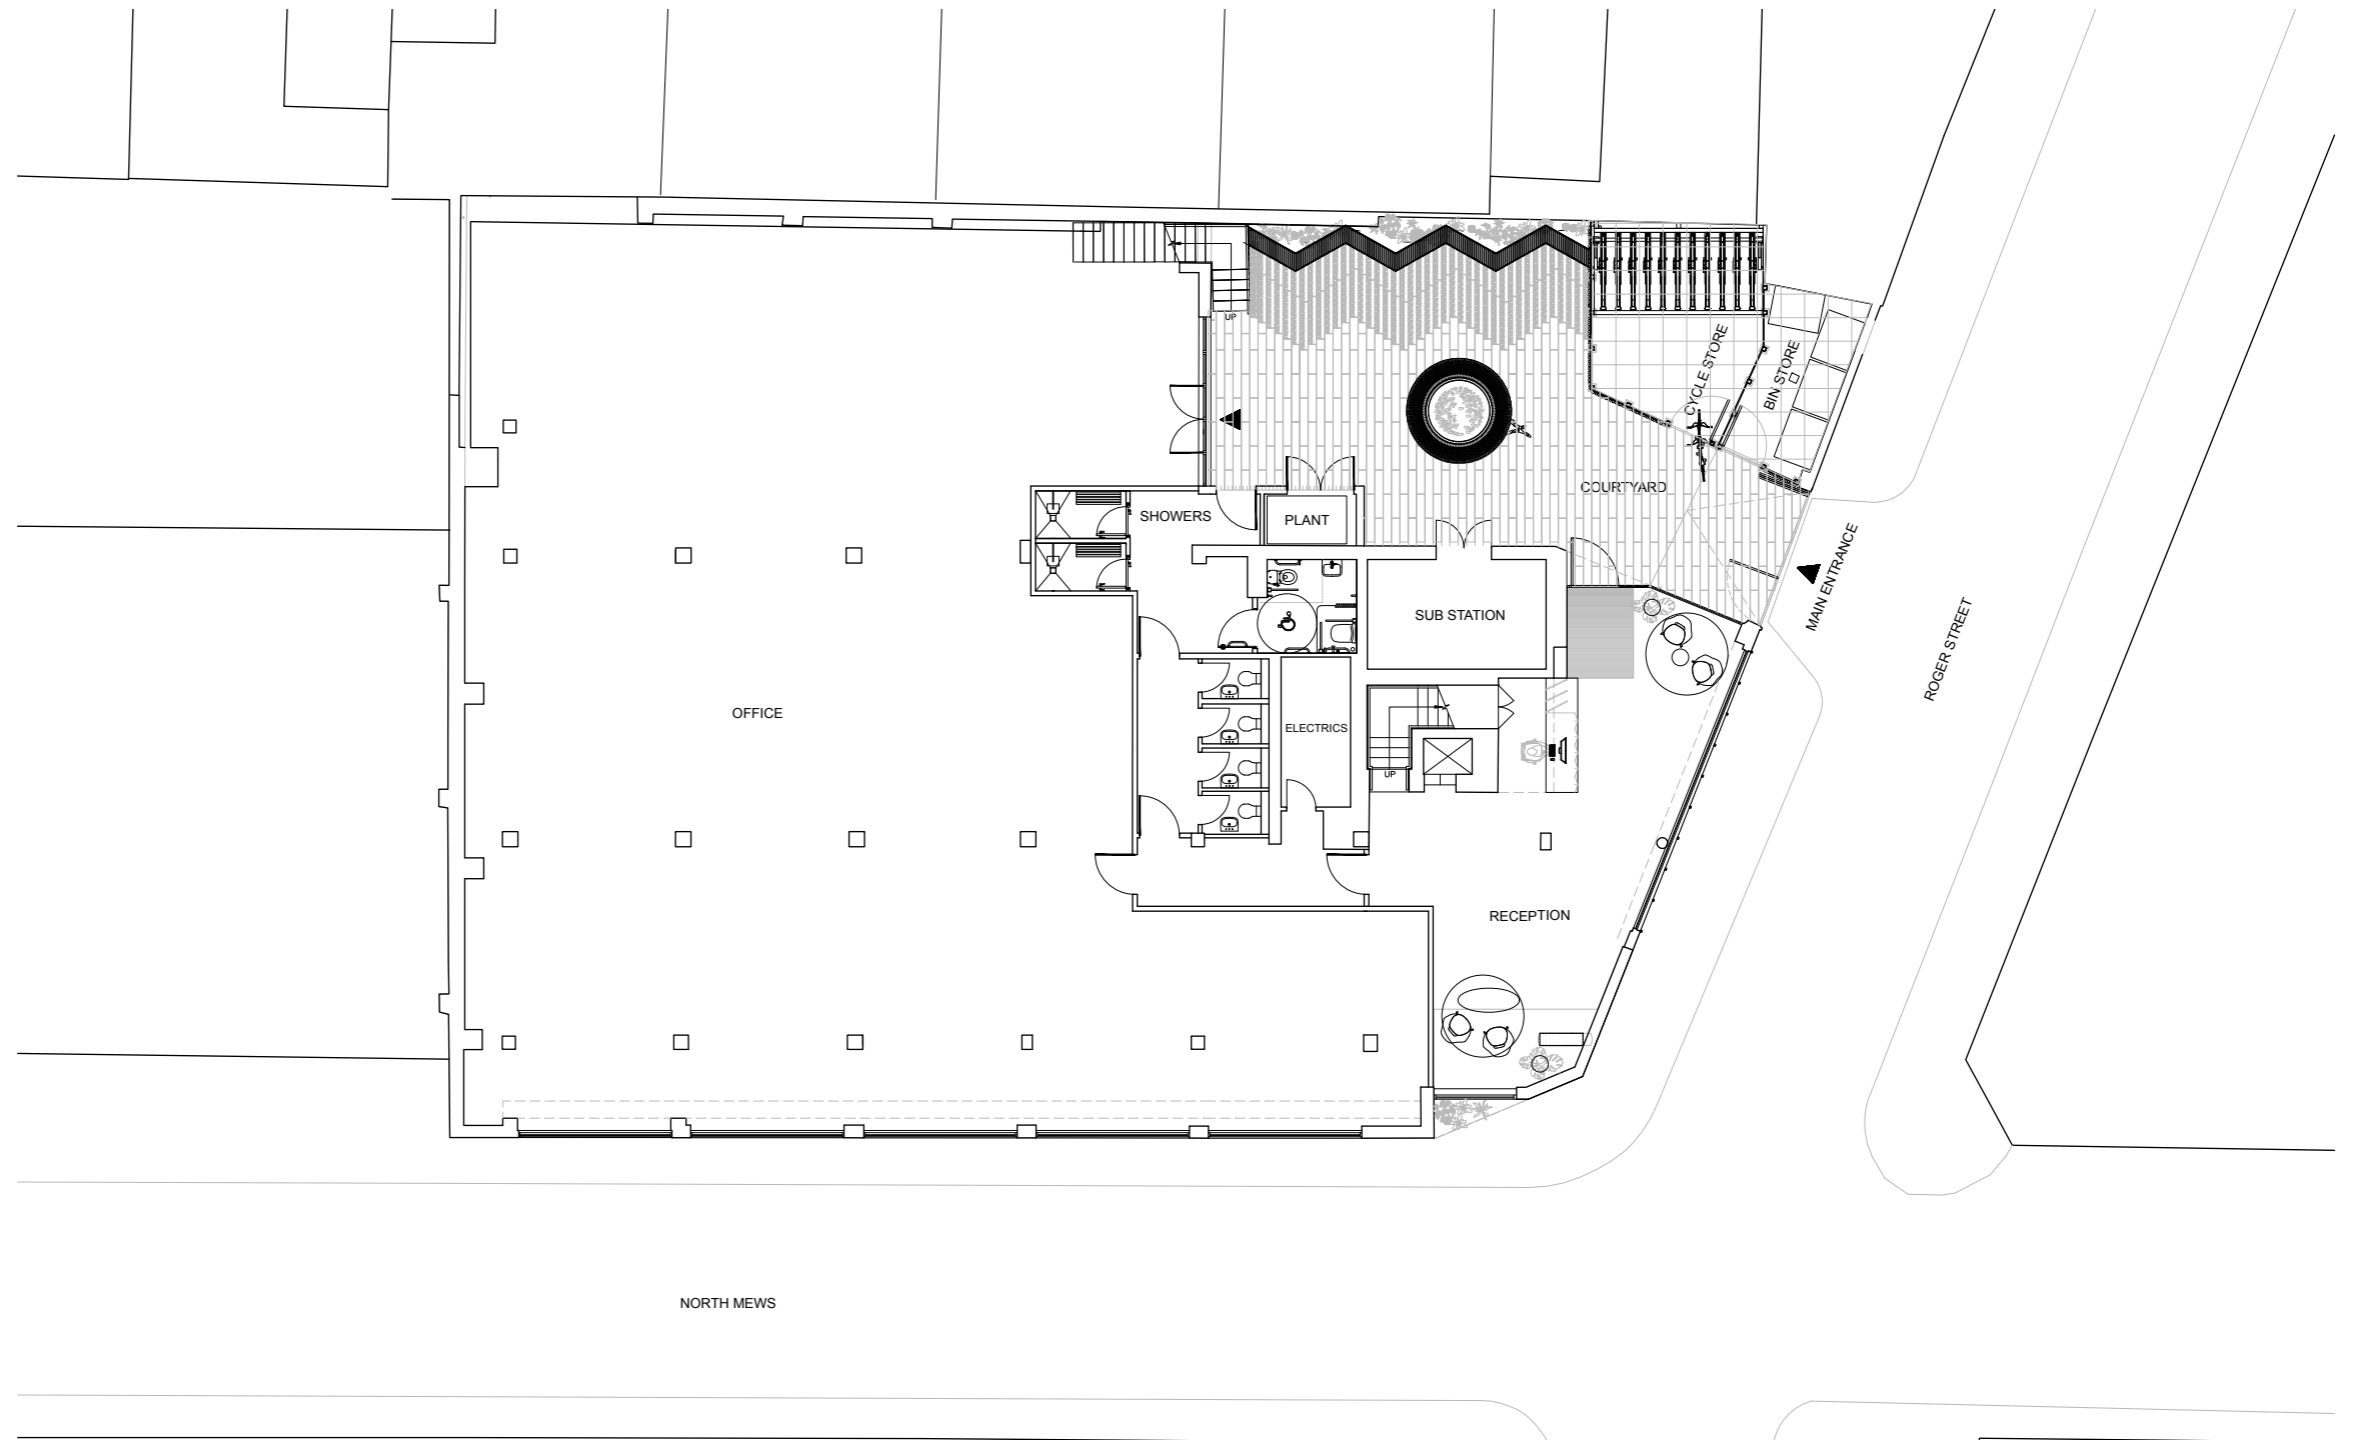 UP
CYCLE STORE
BIN STORE
COURTYARD
SHOWERS
PLANT
MAIN ENTRANCE
SUB STATION
ROGER STREET
OFFICE
ELECTRICS
UP
RECEPTION
NORTH MEWS